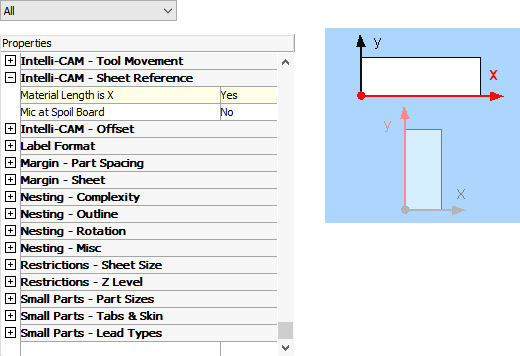 All
Properties
Intelli-CAM - Tool Movement
Intelli-CAM - Sheet Reference
Material Length is X Yes
Mic at Spoil Board No
Intelli-CAM - Offset
Label Format
Margin - Part Spacing
Margin - Sheet
Nesting - Complexity
Nesting - Outline
Nesting - Rotation
Nesting - Misc
Restrictions - Sheet Size
Restrictions - Z Level
Small Parts - Part Sizes
Small Parts - Tabs & Skin
Small Parts - Lead Types
y
X
y
X